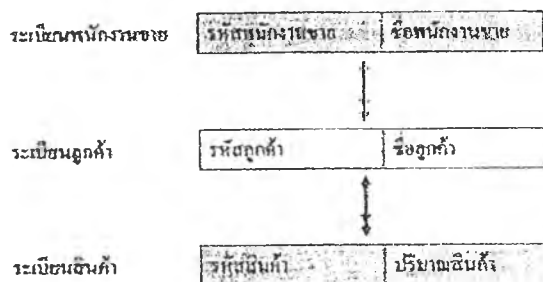 ระเบียนพนักงานขาย รหัสพนักงานขาย ชื่อพนักงานขาย
ระเบียนลูกค้า รหัสลูกค้า ชื่อลูกค้า
ระเบียนสินค้า รหัสสินค้า ปริมาณสินค้า